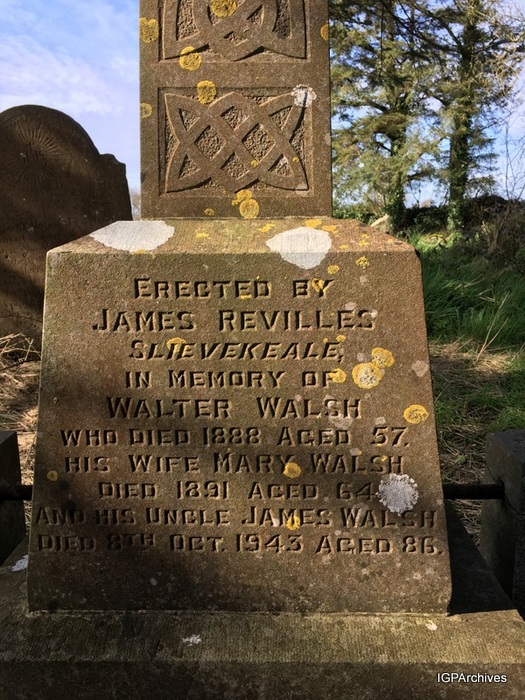 ERECTED BY
JAMES REVILLES
SLIEVEKEALE,
IN MEMORY OF
WALTER WALSH
WHO DIED 1888 AGED 57.
HIS WIFE MARY WALSH
DIED 1891 AGED 64
AND HIS UNCLE JAMES WALSH
DIED 8TH OCT. 1943 AGED 86.
IGPArchives